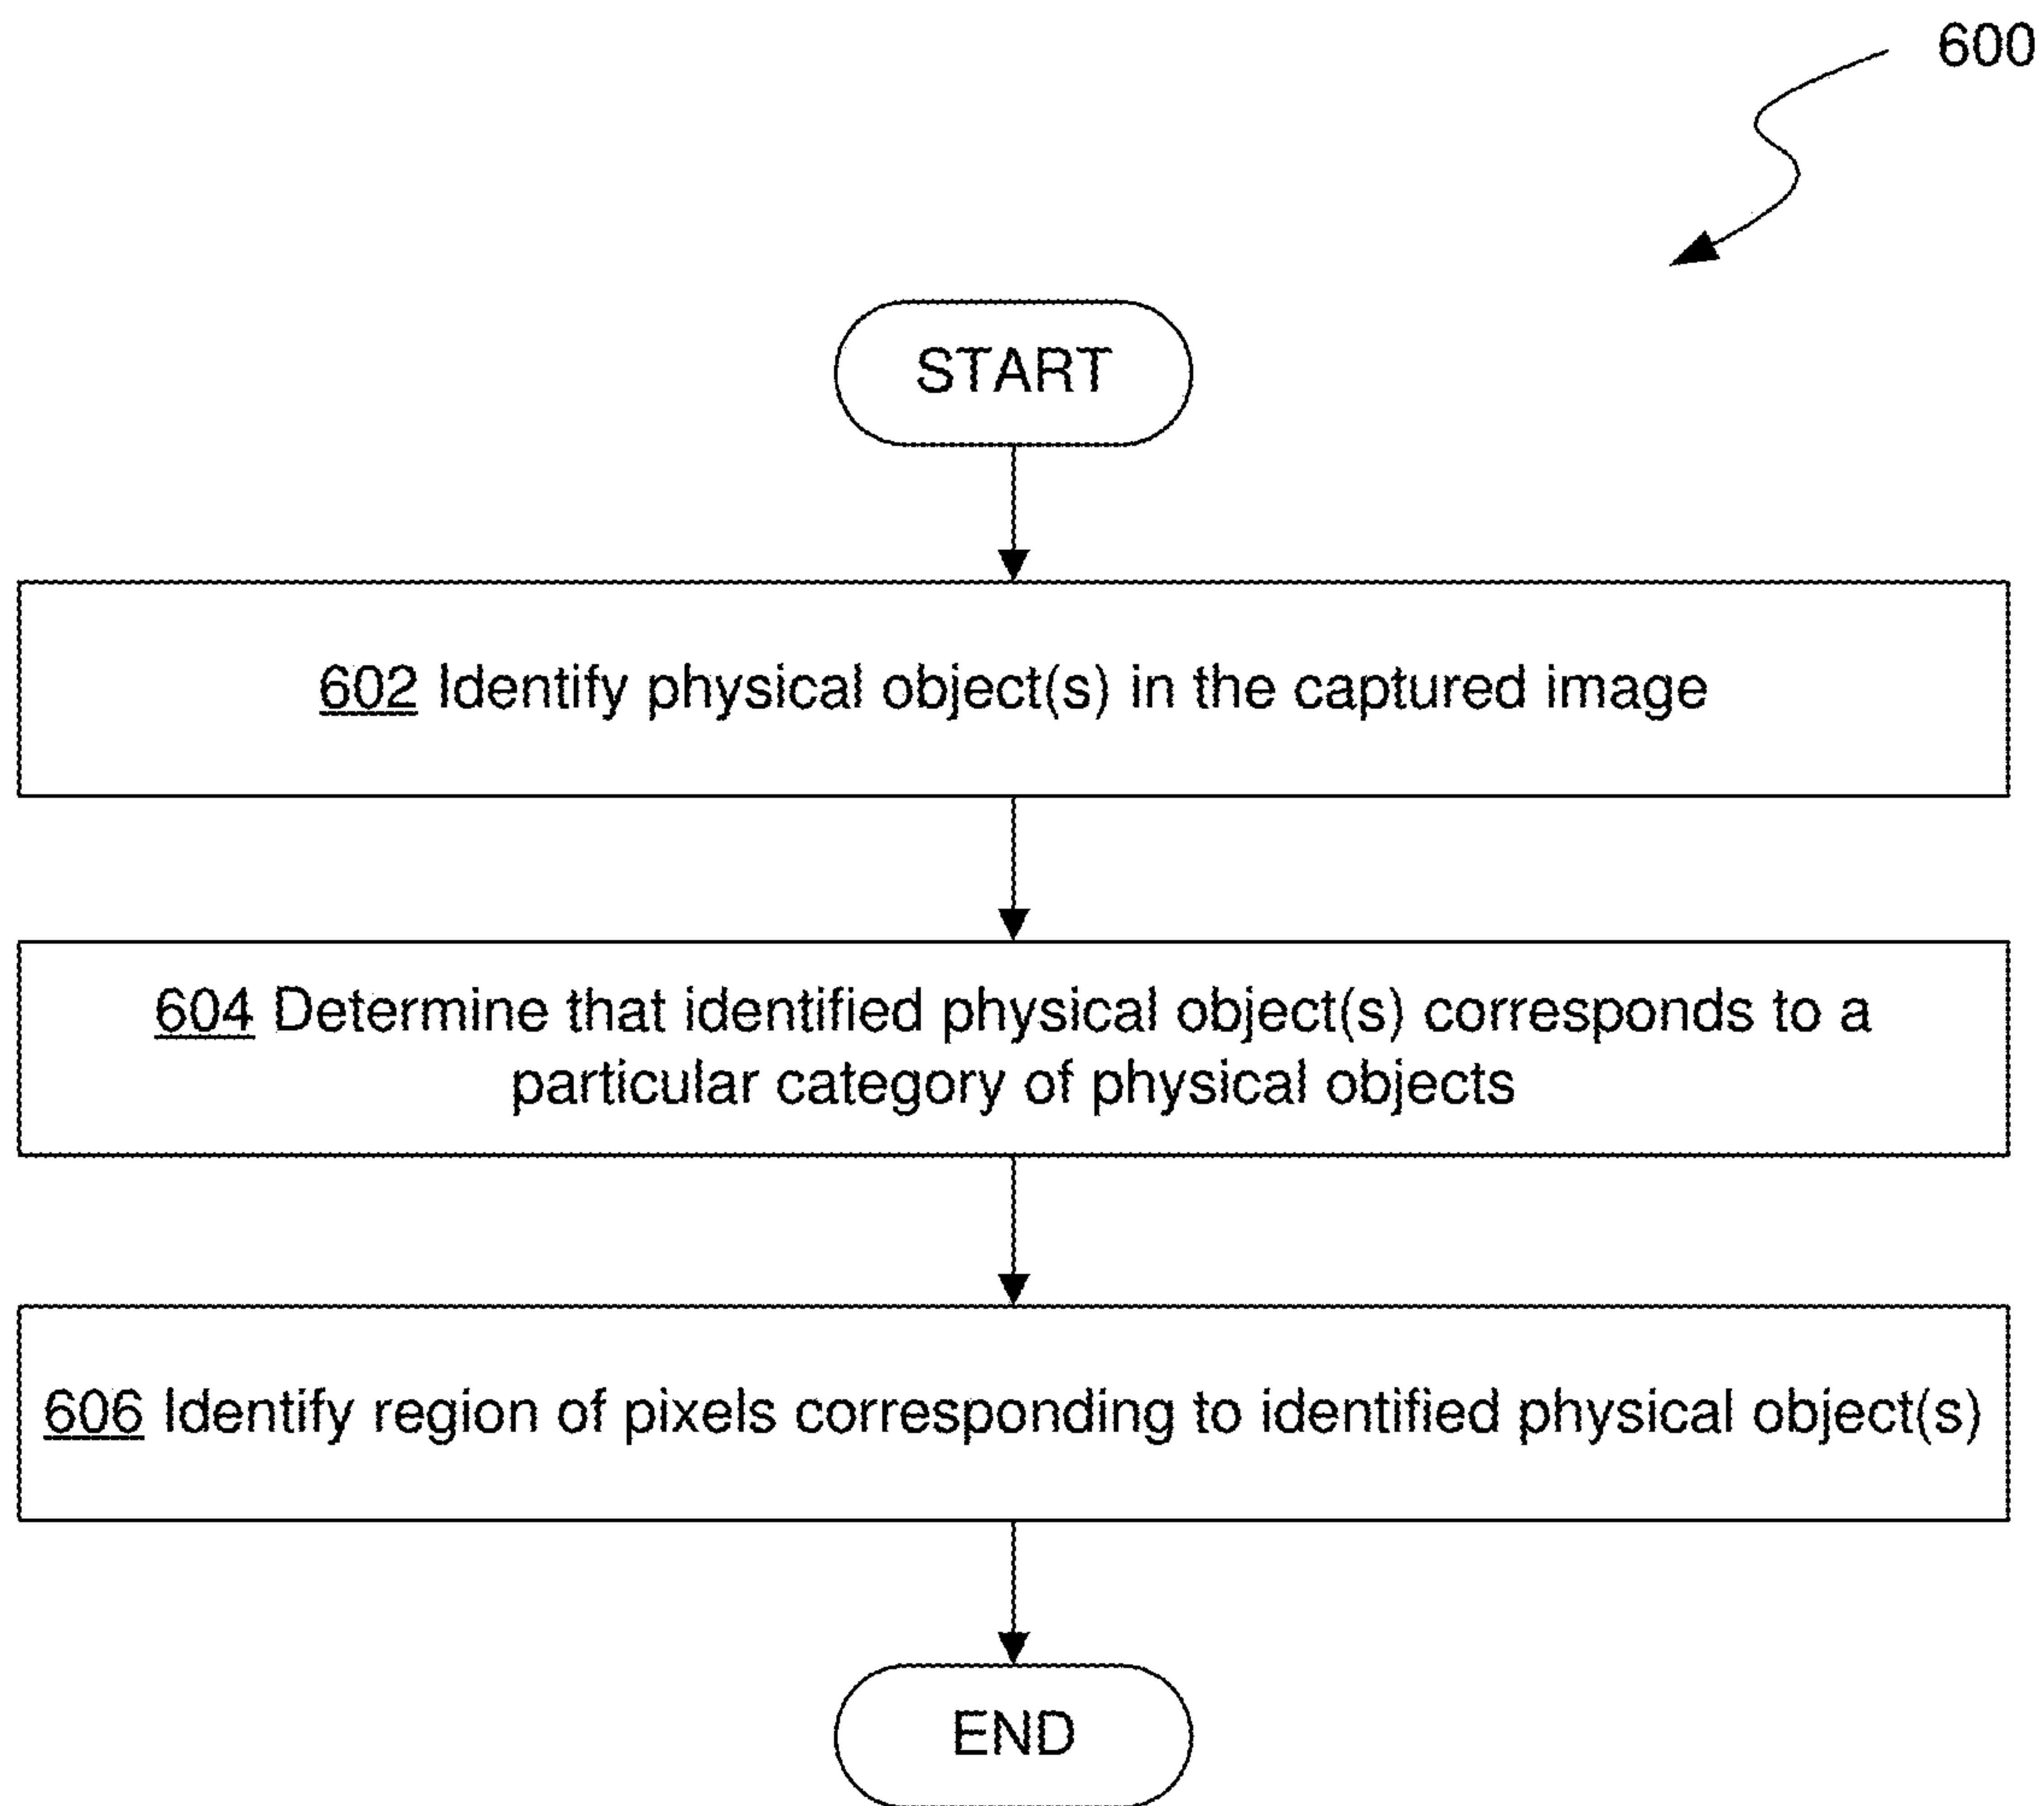 600
START
602 Identify physical object(s) in the captured image
604 Determine that identified physical object(s) corresponds to a
particular category of physical objects
606 Identify region of pixels corresponding to identified physical object(s)
END